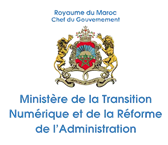 Royaume du Maroc
Chef du Gouvernement
Ministère de la Transition
Numérique et de la Réforme
de l'Administration